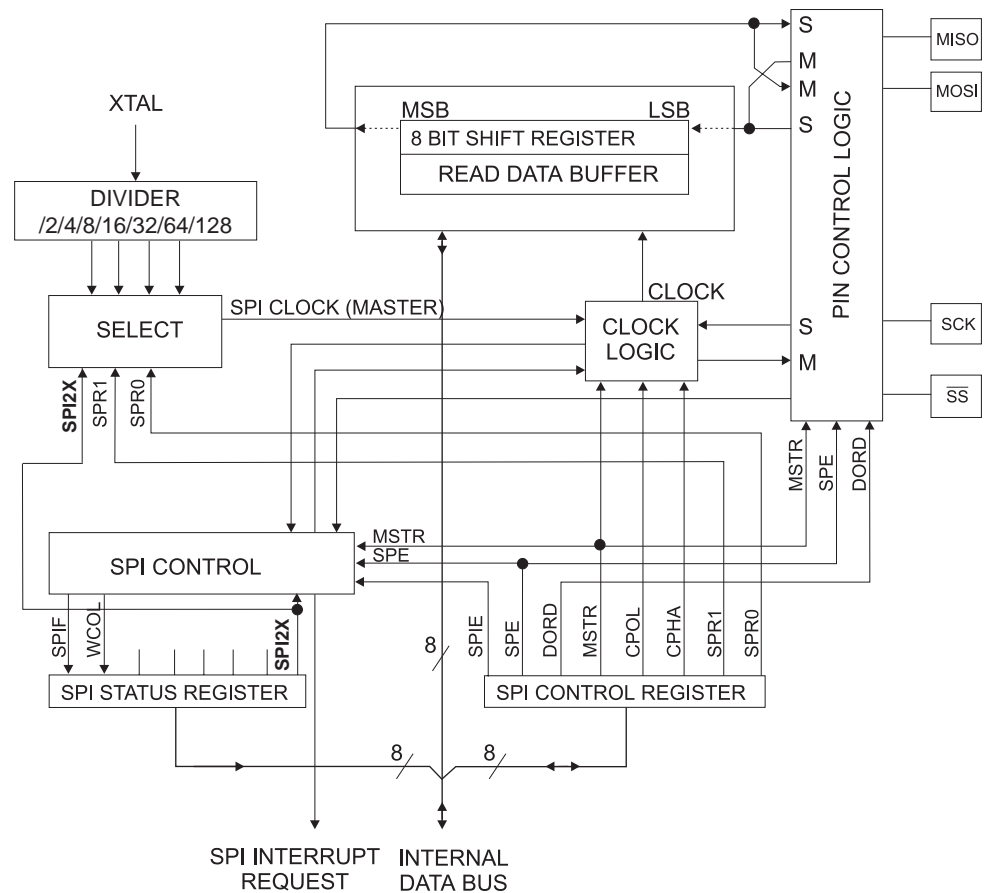 S
MISO
M
M
MOSI
XTAL
MSB
LSB
S
8 BIT SHIFT REGISTER
READ DATA BUFFER
DIVIDER
/2/4/8/16/32/64/128
PIN CONTROL LOGIC
SPI CLOCK (MASTER)
CLOCK
SELECT
CLOCK
LOGIC
S
SCK
M
SPI2X
SPR1
SPR0
SS
MSTR
SPE
DORD
MSTR
SPE
SPI CONTROL
SPIF
WCOL
SPI2X
8
SPIE
SPE
DORD
MSTR
CPOL
CPHA
SPR1
SPR0
SPI STATUS REGISTER
SPI CONTROL REGISTER
8
8
SPI INTERRUPT
REQUEST
INTERNAL
DATA BUS